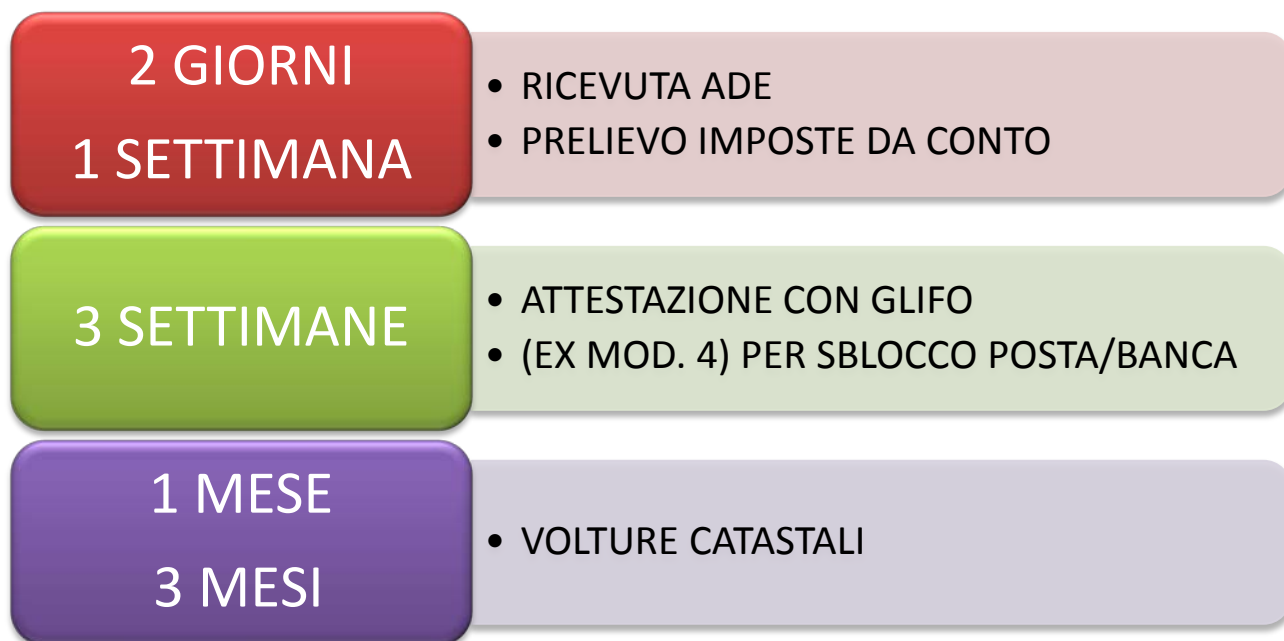 2 GIORNI
1 SETTIMANA
• RICEVUTA ADE
• PRELIEVO IMPOSTE DA CONTO
3 SETTIMANE
• ATTESTAZIONE CON GLIFO
• (EX MOD. 4) PER SBLOCCO POSTA/BANCA
1 MESE
3 MESI
• VOLTURE CATASTALI